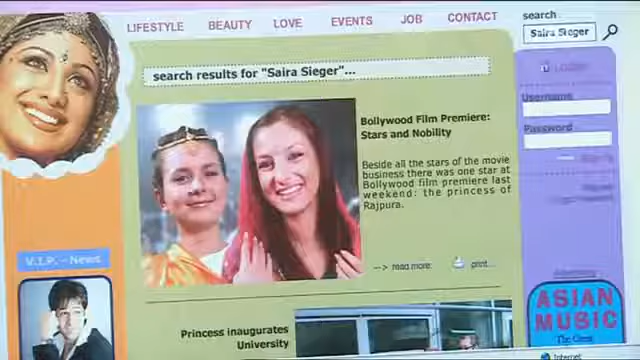 LIFESTYLE BEAUTY LOVE EVENTS JOB CONTACT
search
Saira Sieger
search results for "Saira Sieger"...
LOGIN
Username
Password
Bollywood Film Premiere:
Stars and Nobility
Beside all the stars of the movie
business there was one star at
Bollywood film premiere last
weekend: the princess of
Rajpura.
---> read more:
print...
V.I.P. - News
Princess inaugurates
University
ASIAN
MUSIC
Internet